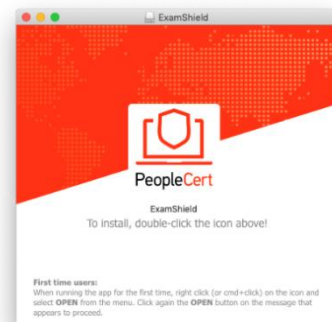 ExamShield
PeopleCert
ExamShield
To install, double-click the icon above!
First time users:
When running the app for the first time, right click (or cmd+click) on the icon and
select OPEN from the menu. Click again the OPEN button on the message that
appears to proceed.